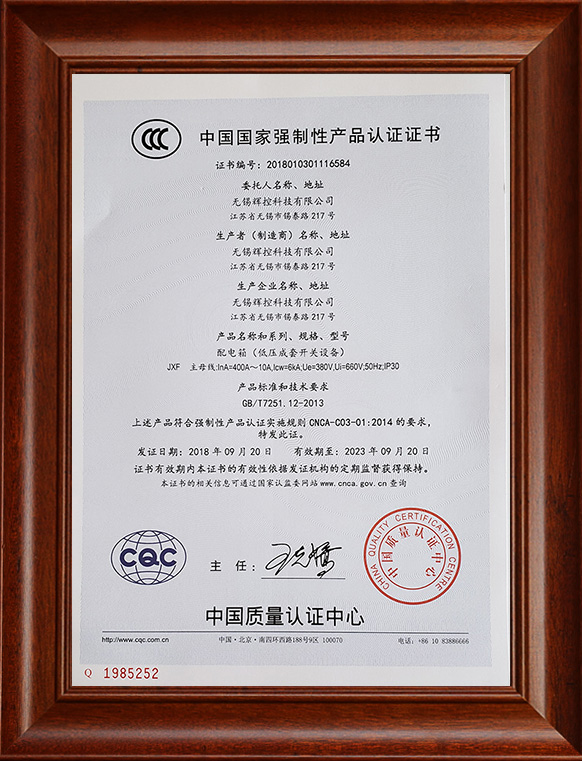 中国国家强制性产品认证证书
证书编号：2018010301116584
委托人名称、地址
无锡辉控科技有限公司
江苏省无锡市锡泰路 217 号
生产者（制造商）名称、地址
无锡辉控科技有限公司
江苏省无锡市锡泰路 217 号
生产企业名称、地址
无锡辉控科技有限公司
江苏省无锡市锡泰路 217 号
产品名称和系列、规格、型号
配电箱（低压成套开关设备）
JXF 主母线:InA=400A～10A,Icw=6kA;Ue=380V,Ui=660V;50Hz,IP30
产品标准和技术要求
GB/T7251.12-2013
上述产品符合强制性产品认证实施规则 CNCA-C03-01:2014 的要求，
特发此证。
发证日期：2018 年 09 月 20 日 有效期至：2023 年 09 月 20 日
证书有效期内本证书的有效性依据发证机构的定期监督获得保持。
本证书的相关信息可通过国家认监委网站 www.cnca.gov.cn 查询
CQC
主 任：
CHINA QUALITY CERTIFICATION CENTRE
中国质量认证中心
中国质量认证中心
http://www.cqc.com.cn 中国·北京·南四环西路188号9区 100070 电话：+86 10 83886666
Q 1985252